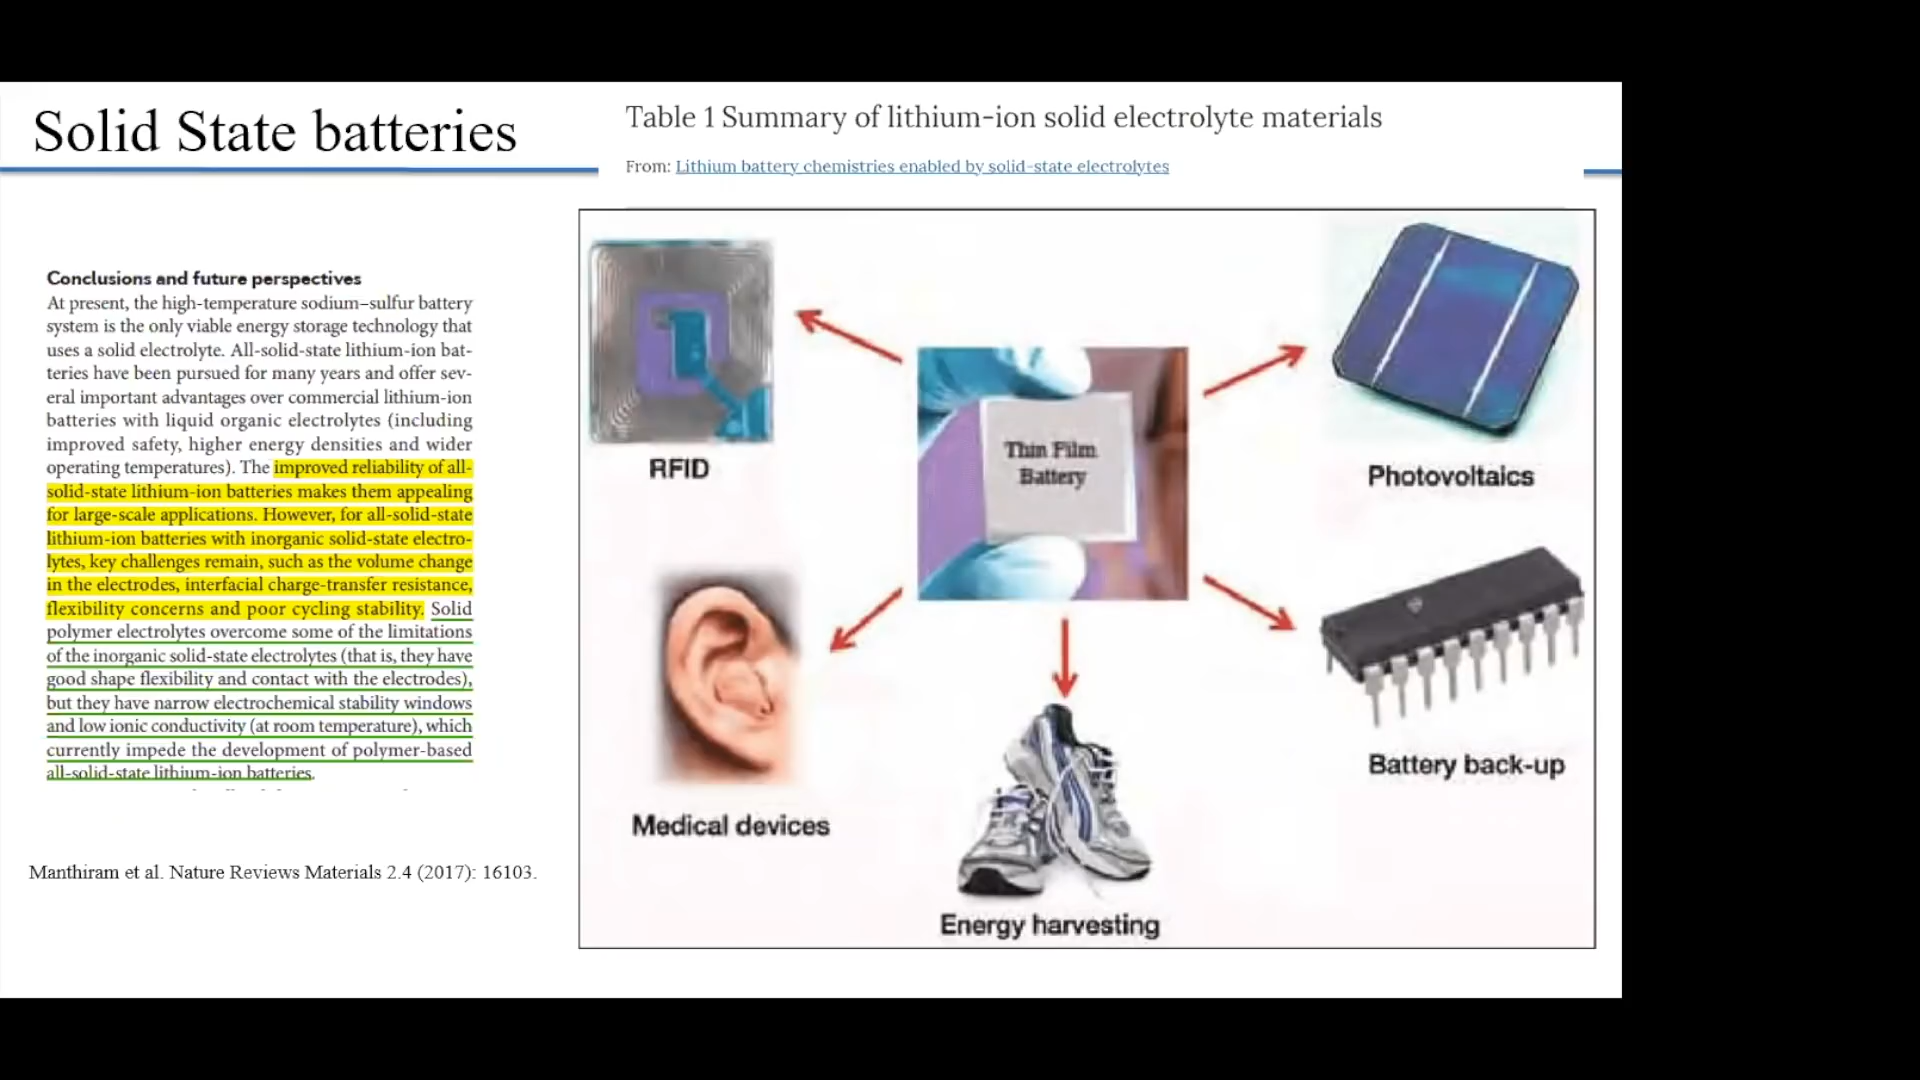 Solid State batteries
Table 1 Summary of lithium-ion solid electrolyte materials
From: Lithium battery chemistries enabled by solid-state electrolytes
Conclusions and future perspectives
At present, the high-temperature sodium–sulfur battery
system is the only viable energy storage technology that
uses a solid electrolyte. All-solid-state lithium-ion bat-
teries have been pursued for many years and offer sev-
eral important advantages over commercial lithium-ion
batteries with liquid organic electrolytes (including
improved safety, higher energy densities and wider
operating temperatures). The improved reliability of all-
solid-state lithium-ion batteries makes them appealing
for large-scale applications. However, for all-solid-state
lithium-ion batteries with inorganic solid-state electro-
lytes, key challenges remain, such as the volume change
in the electrodes, interfacial charge-transfer resistance,
flexibility concerns and poor cycling stability. Solid
polymer electrolytes overcome some of the limitations
of the inorganic solid-state electrolytes (that is, they have
good shape flexibility and contact with the electrodes),
but they have narrow electrochemical stability windows
and low ionic conductivity (at room temperature), which
currently impede the development of polymer-based
all-solid-state lithium-ion batteries.
Manthiram et al. Nature Reviews Materials 2.4 (2017): 16103.
RFID
Thin Film
Battery
Photovoltaics
Medical devices
Battery back-up
Energy harvesting